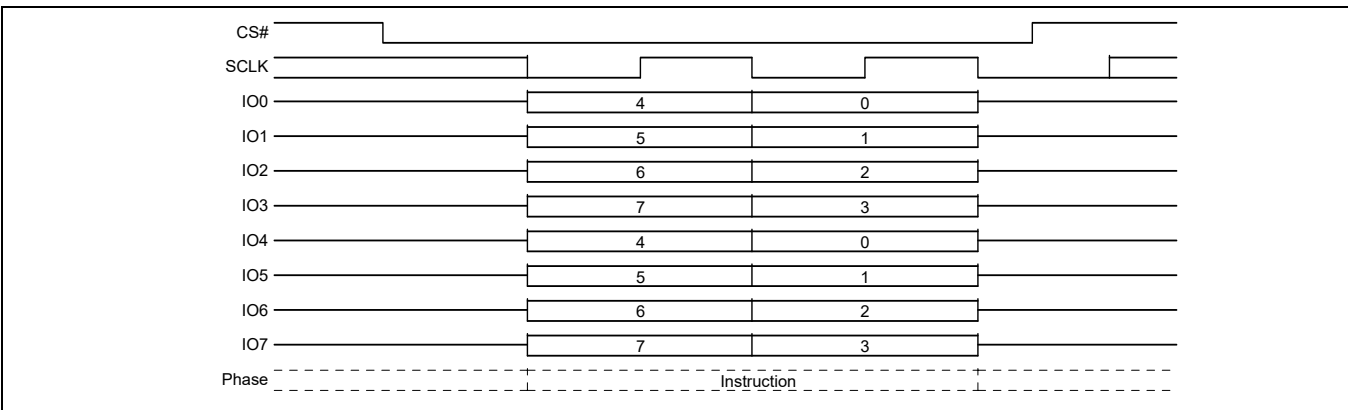 CS#
SCLK
IO0 4 0
IO1 5 1
IO2 6 2
IO3 7 3
IO4 4 0
IO5 5 1
IO6 6 2
IO7 7 3
Phase Instruction